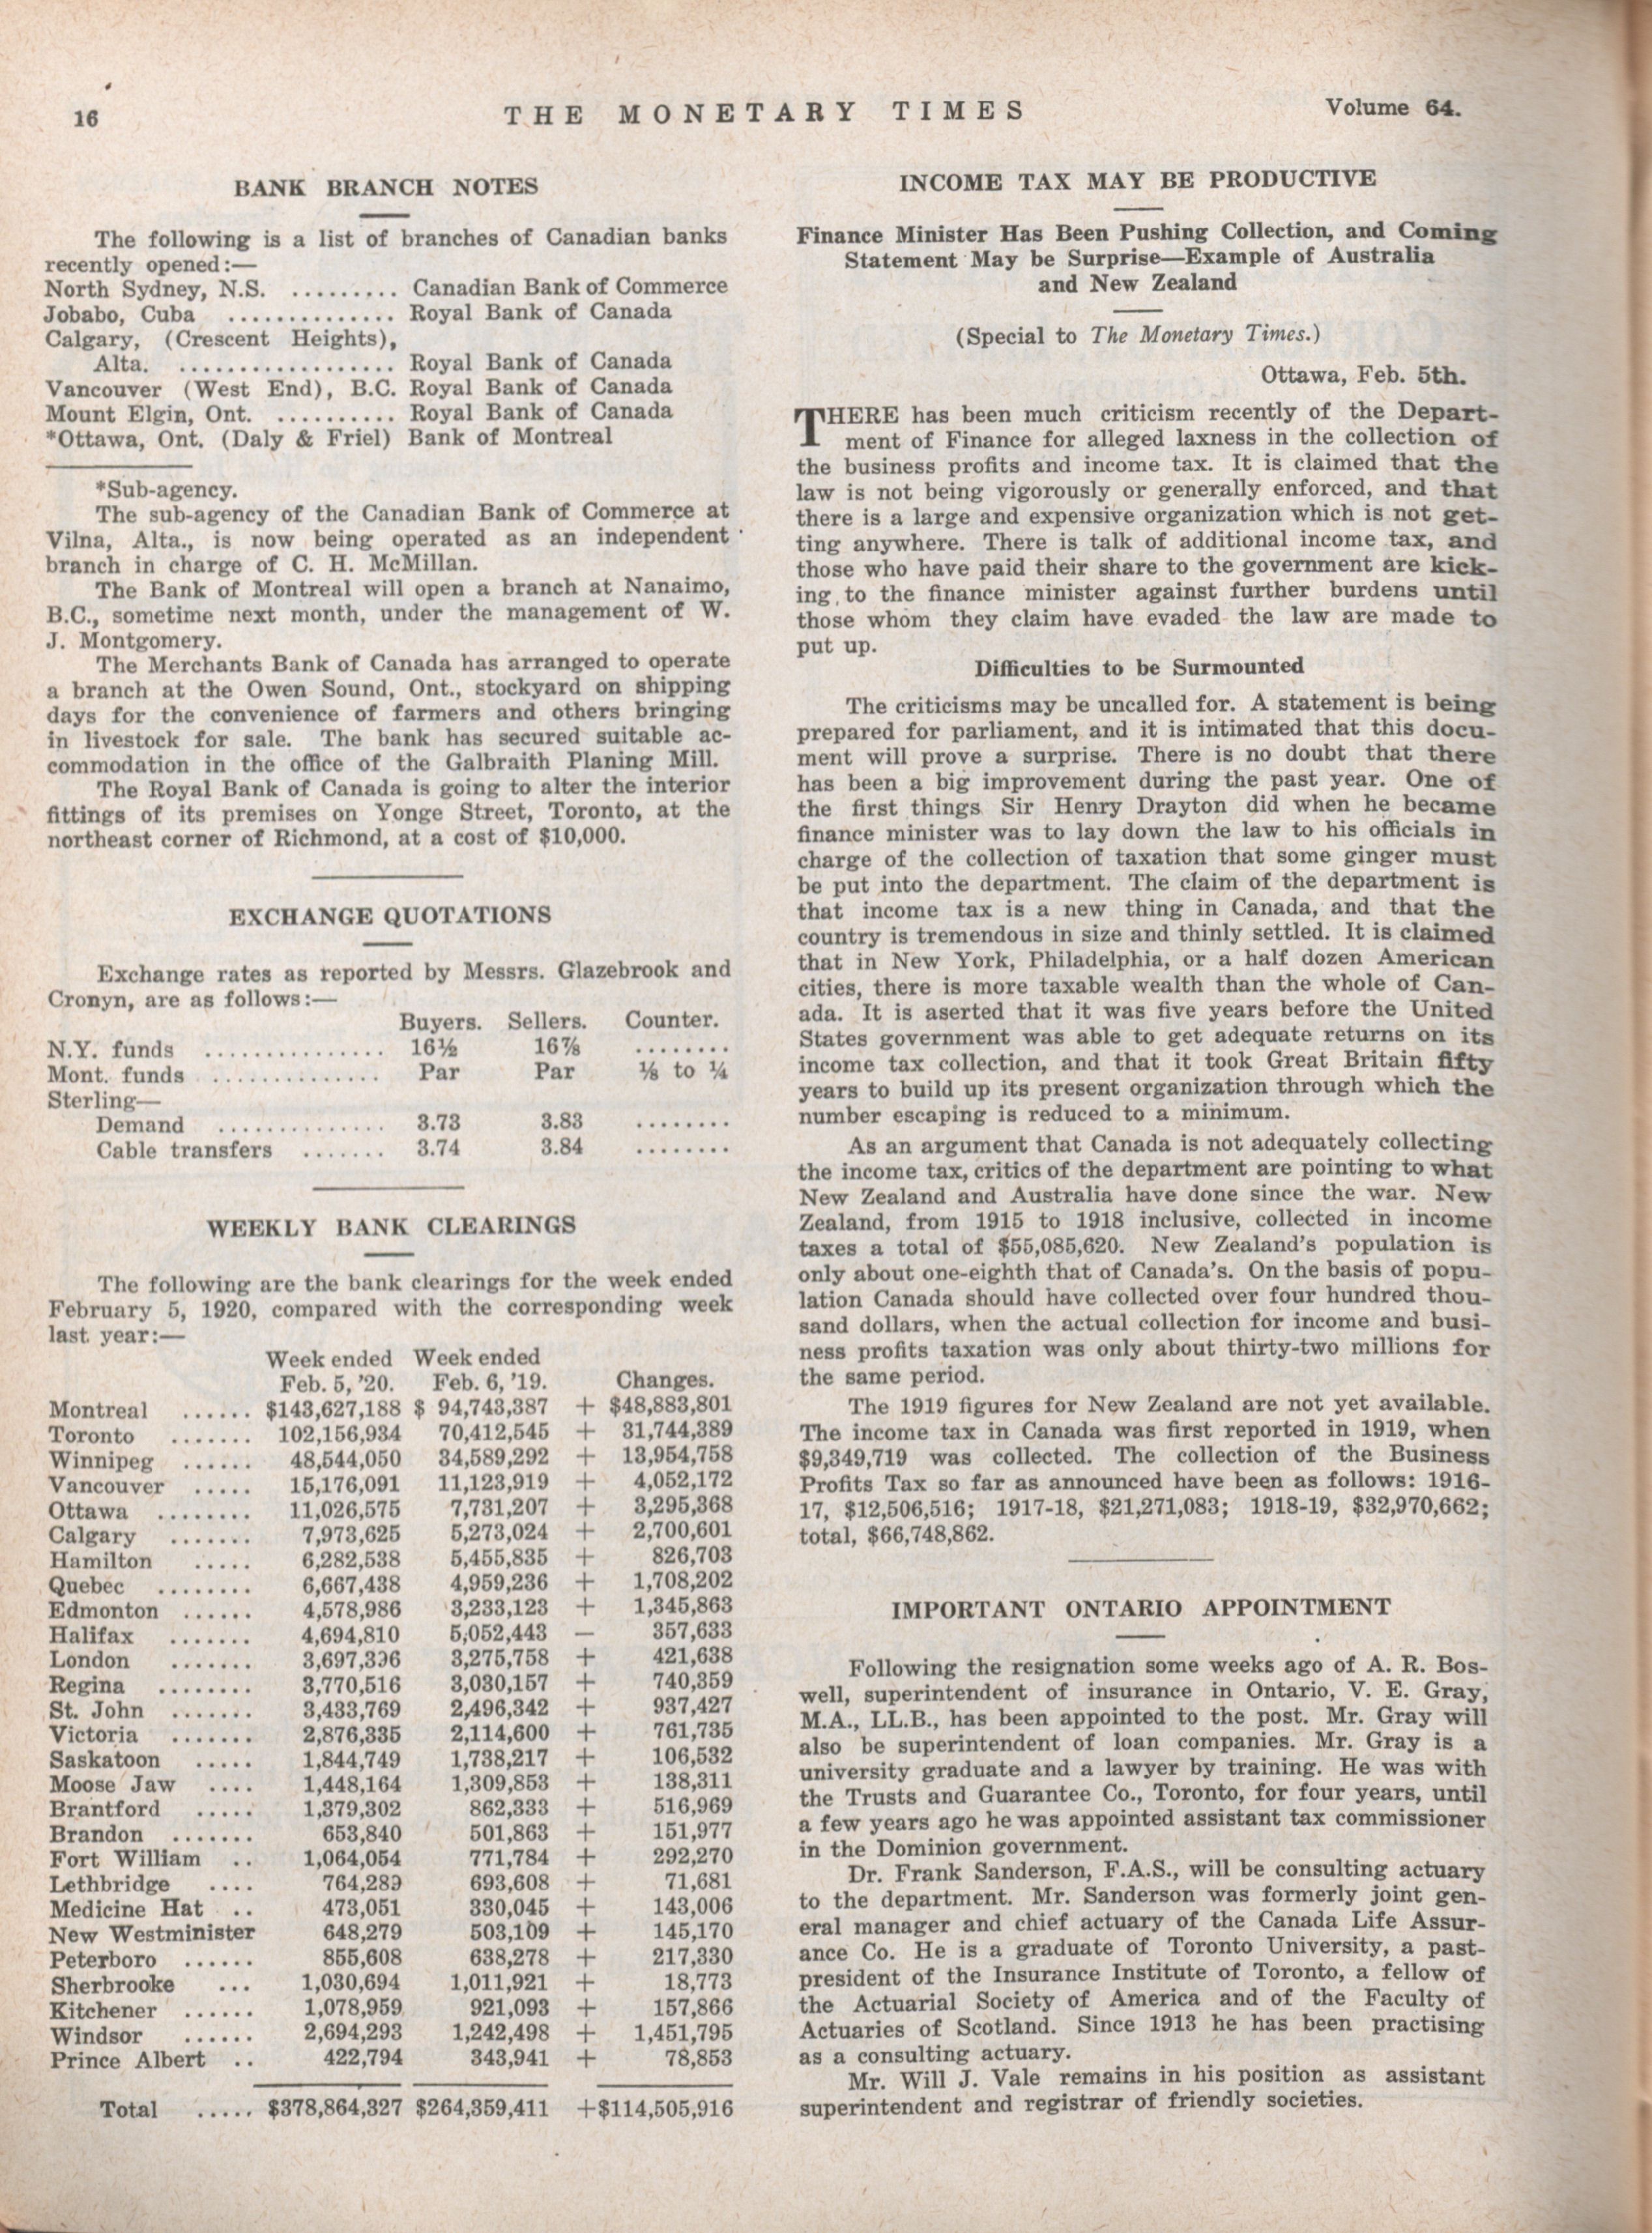 16
THE MONETARY TIMES
Volume 64.
BANK BRANCH NOTES
The following is a list of branches of Canadian banks
recently opened:—
North Sydney, N.S. ......... Canadian Bank of Commerce
Jobabo, Cuba .............. Royal Bank of Canada
Calgary, (Crescent Heights),
Alta. .................. Royal Bank of Canada
Vancouver (West End), B.C. Royal Bank of Canada
Mount Elgin, Ont. .......... Royal Bank of Canada
*Ottawa, Ont. (Daly & Friel) Bank of Montreal
*Sub-agency.
The sub-agency of the Canadian Bank of Commerce at
Vilna, Alta., is now being operated as an independent
branch in charge of C. H. McMillan.
The Bank of Montreal will open a branch at Nanaimo,
B.C., sometime next month, under the management of W.
J. Montgomery.
The Merchants Bank of Canada has arranged to operate
a branch at the Owen Sound, Ont., stockyard on shipping
days for the convenience of farmers and others bringing
in livestock for sale. The bank has secured suitable ac-
commodation in the office of the Galbraith Planing Mill.
The Royal Bank of Canada is going to alter the interior
fittings of its premises on Yonge Street, Toronto, at the
northeast corner of Richmond, at a cost of $10,000.
EXCHANGE QUOTATIONS
Exchange rates as reported by Messrs. Glazebrook and
Cronyn, are as follows:—
Buyers. Sellers. Counter.
N.Y. funds ............... 16½ 16⅞ ........
Mont. funds .............. Par Par ⅛ to ¼
Sterling—
Demand .............. 3.73 3.83 ........
Cable transfers ....... 3.74 3.84 ........
WEEKLY BANK CLEARINGS
The following are the bank clearings for the week ended
February 5, 1920, compared with the corresponding week
last year:—
Week ended Week ended
Feb. 5, '20. Feb. 6, '19. Changes.
Montreal ...... $143,627,188 $ 94,743,387 + $48,883,801
Toronto ....... 102,156,934 70,412,545 + 31,744,389
Winnipeg ...... 48,544,050 34,589,292 + 13,954,758
Vancouver ..... 15,176,091 11,123,919 + 4,052,172
Ottawa ........ 11,026,575 7,731,207 + 3,295,368
Calgary ....... 7,973,625 5,273,024 + 2,700,601
Hamilton ..... 6,282,538 5,455,835 + 826,703
Quebec ........ 6,667,438 4,959,236 + 1,708,202
Edmonton ...... 4,578,986 3,233,123 + 1,345,863
Halifax ....... 4,694,810 5,052,443 — 357,633
London ....... 3,697,396 3,275,758 + 421,638
Regina ........ 3,770,516 3,030,157 + 740,359
St. John ....... 3,433,769 2,496,342 + 937,427
Victoria ....... 2,876,335 2,114,600 + 761,735
Saskatoon ..... 1,844,749 1,738,217 + 106,532
Moose Jaw .... 1,448,164 1,309,853 + 138,311
Brantford ..... 1,379,302 862,333 + 516,969
Brandon ....... 653,840 501,863 + 151,977
Fort William .. 1,064,054 771,784 + 292,270
Lethbridge .... 764,289 693,608 + 71,681
Medicine Hat .. 473,051 330,045 + 143,006
New Westminister 648,279 503,109 + 145,170
Peterboro ...... 855,608 638,278 + 217,330
Sherbrooke ... 1,030,694 1,011,921 + 18,773
Kitchener ...... 1,078,959 921,093 + 157,866
Windsor ...... 2,694,293 1,242,498 + 1,451,795
Prince Albert .. 422,794 343,941 + 78,853
Total ..... $378,864,327 $264,359,411 +$114,505,916
INCOME TAX MAY BE PRODUCTIVE
Finance Minister Has Been Pushing Collection, and Coming
Statement May be Surprise—Example of Australia
and New Zealand
(Special to The Monetary Times.)
Ottawa, Feb. 5th.
THERE has been much criticism recently of the Depart-
ment of Finance for alleged laxness in the collection of
the business profits and income tax. It is claimed that the
law is not being vigorously or generally enforced, and that
there is a large and expensive organization which is not get-
ting anywhere. There is talk of additional income tax, and
those who have paid their share to the government are kick-
ing to the finance minister against further burdens until
those whom they claim have evaded the law are made to
put up.
Difficulties to be Surmounted
The criticisms may be uncalled for. A statement is being
prepared for parliament, and it is intimated that this docu-
ment will prove a surprise. There is no doubt that there
has been a big improvement during the past year. One of
the first things Sir Henry Drayton did when he became
finance minister was to lay down the law to his officials in
charge of the collection of taxation that some ginger must
be put into the department. The claim of the department is
that income tax is a new thing in Canada, and that the
country is tremendous in size and thinly settled. It is claimed
that in New York, Philadelphia, or a half dozen American
cities, there is more taxable wealth than the whole of Can-
ada. It is aserted that it was five years before the United
States government was able to get adequate returns on its
income tax collection, and that it took Great Britain fifty
years to build up its present organization through which the
number escaping is reduced to a minimum.
As an argument that Canada is not adequately collecting
the income tax, critics of the department are pointing to what
New Zealand and Australia have done since the war. New
Zealand, from 1915 to 1918 inclusive, collected in income
taxes a total of $55,085,620. New Zealand's population is
only about one-eighth that of Canada's. On the basis of popu-
lation Canada should have collected over four hundred thou-
sand dollars, when the actual collection for income and busi-
ness profits taxation was only about thirty-two millions for
the same period.
The 1919 figures for New Zealand are not yet available.
The income tax in Canada was first reported in 1919, when
$9,349,719 was collected. The collection of the Business
Profits Tax so far as announced have been as follows: 1916-
17, $12,506,516; 1917-18, $21,271,083; 1918-19, $32,970,662;
total, $66,748,862.
IMPORTANT ONTARIO APPOINTMENT
Following the resignation some weeks ago of A. R. Bos-
well, superintendent of insurance in Ontario, V. E. Gray,
M.A., LL.B., has been appointed to the post. Mr. Gray will
also be superintendent of loan companies. Mr. Gray is a
university graduate and a lawyer by training. He was with
the Trusts and Guarantee Co., Toronto, for four years, until
a few years ago he was appointed assistant tax commissioner
in the Dominion government.
Dr. Frank Sanderson, F.A.S., will be consulting actuary
to the department. Mr. Sanderson was formerly joint gen-
eral manager and chief actuary of the Canada Life Assur-
ance Co. He is a graduate of Toronto University, a past-
president of the Insurance Institute of Toronto, a fellow of
the Actuarial Society of America and of the Faculty of
Actuaries of Scotland. Since 1913 he has been practising
as a consulting actuary.
Mr. Will J. Vale remains in his position as assistant
superintendent and registrar of friendly societies.